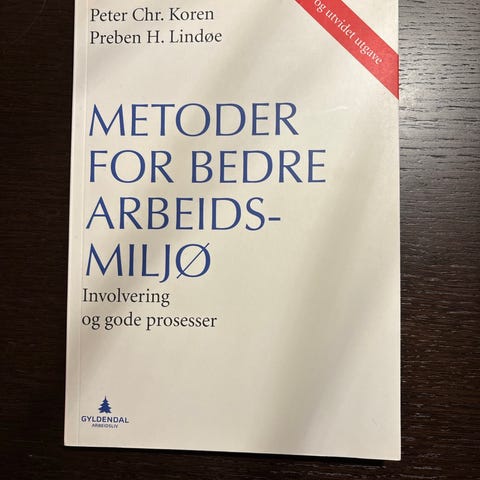 Peter Chr. Koren
Preben H. Lindøe
og utvidet utgave
METODER
FOR BEDRE
ARBEIDS-
MILJØ
Involvering
og gode prosesser
GYLDENDAL
ARBEIDSLIV